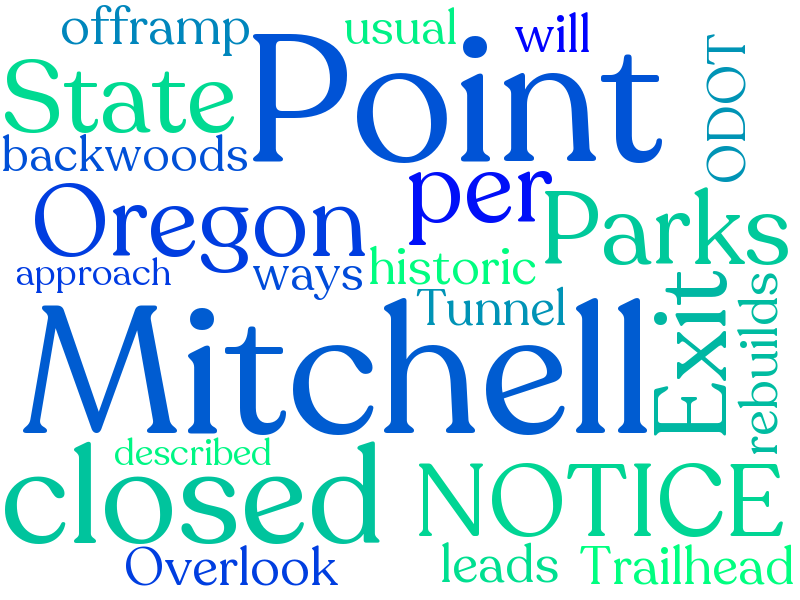 offramp
usual
will
Point
State
ODOT
backwoods
per
Oregon
Parks
approach
ways
historic
Exit
rebuilds
Tunnel
Mitchell
described
closed
NOTICE
Overlook
leads
Trailhead